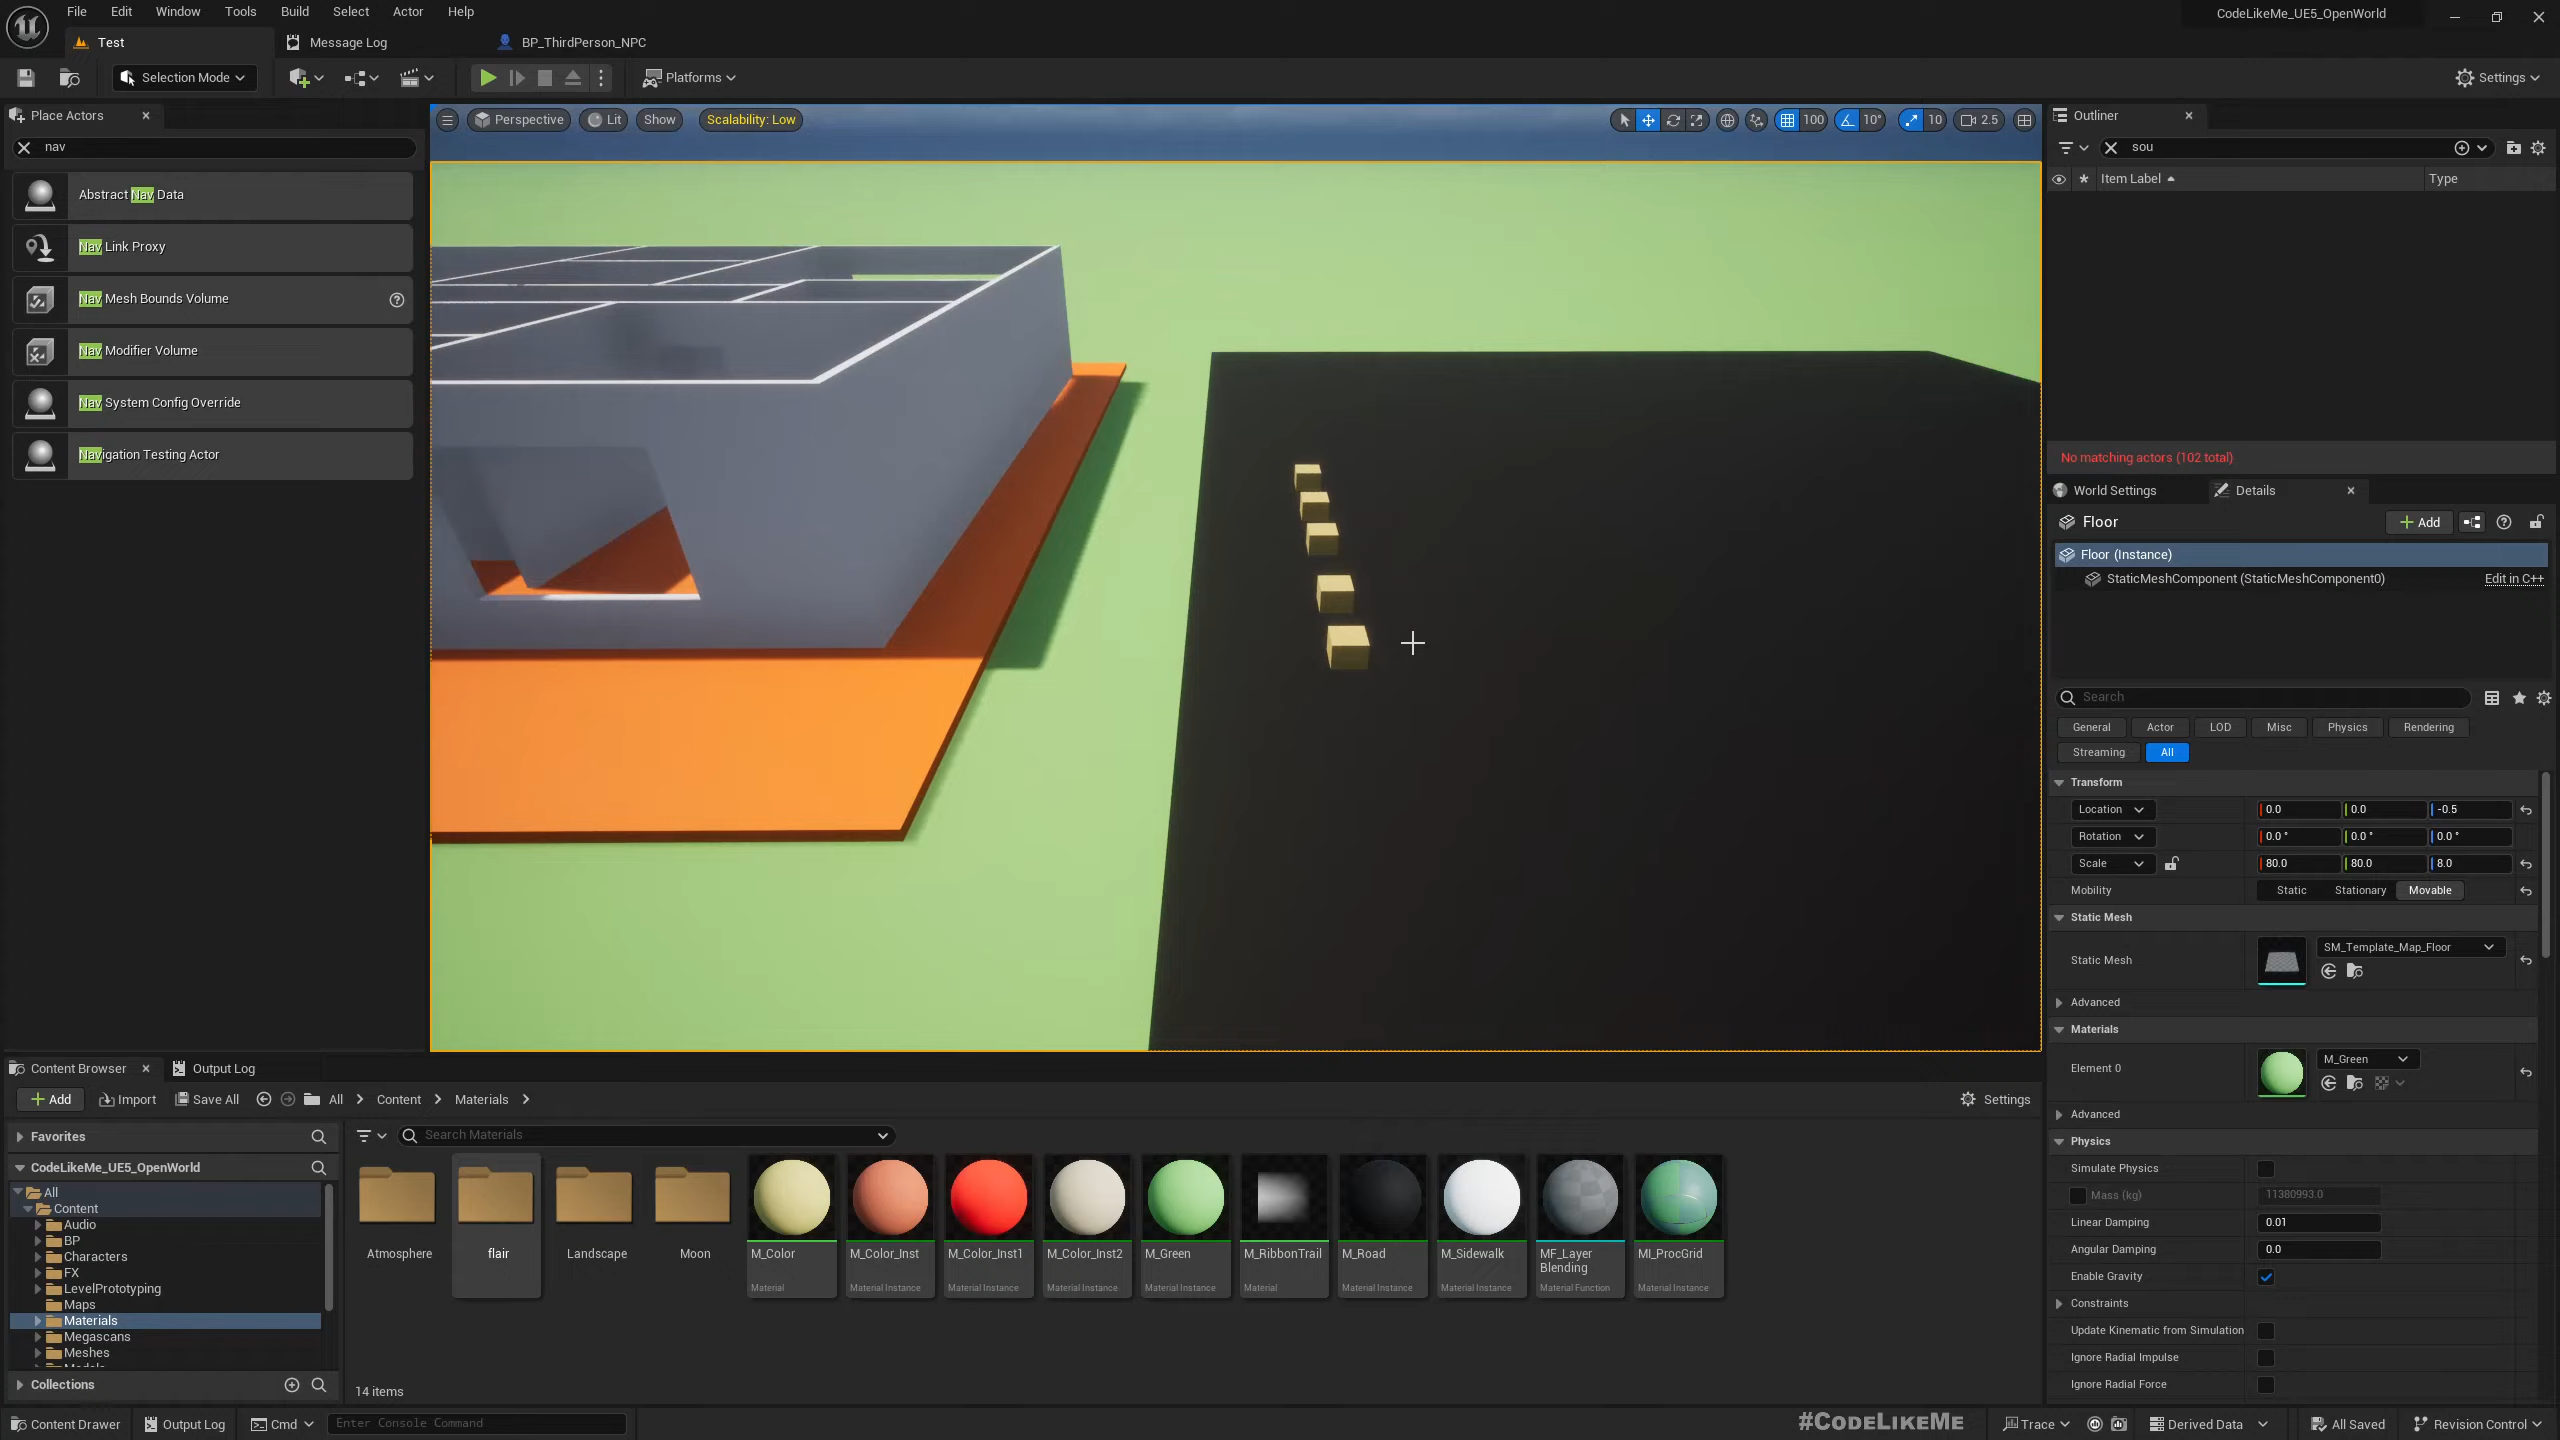 File Edit Window Tools Build Select Actor Help
CodeLikeMe_UE5_OpenWorld
Test
Message Log
BP_ThirdPerson_NPC
Selection Mode
Platforms
Settings
Place Actors
nav
Abstract Nav Data
Nav Link Proxy
Nav Mesh Bounds Volume
Nav Modifier Volume
Nav System Config Override
Navigation Testing Actor
Perspective
Lit
Show
Scalability: Low
100
10°
10
2.5
Outliner
sou
Item Label
Type
No matching actors (102 total)
World Settings
Details
Floor
Add
Floor (Instance)
StaticMeshComponent (StaticMeshComponent0)
Edit in C++
Search
General
Actor
LOD
Misc
Physics
Rendering
Streaming
All
Transform
Location
0.0
0.0
-0.5
Rotation
0.0 °
0.0 °
0.0 °
Scale
80.0
80.0
8.0
Mobility
Static
Stationary
Movable
Static Mesh
Static Mesh
SM_Template_Map_Floor
Advanced
Materials
Element 0
M_Green
Advanced
Physics
Simulate Physics
Mass (kg)
11380993.0
Linear Damping
0.01
Angular Damping
0.0
Enable Gravity
Constraints
Update Kinematic from Simulation
Ignore Radial Impulse
Ignore Radial Force
Content Browser
Output Log
Add
Import
Save All
All
Content
Materials
Settings
Favorites
CodeLikeMe_UE5_OpenWorld
All
Content
Audio
BP
Characters
FX
LevelPrototyping
Maps
Materials
Megascans
Meshes
Collections
Search Materials
Atmosphere
flair
Landscape
Moon
M_Color
Material
M_Color_Inst
Material Instance
M_Color_Inst1
Material Instance
M_Color_Inst2
Material Instance
M_Green
Material Instance
M_RibbonTrail
Material
M_Road
Material Instance
M_Sidewalk
Material Instance
MF_Layer
Blending
Material Function
MI_ProcGrid
Material Instance
14 items
Content Drawer
Output Log
Cmd
Enter Console Command
#CodeLikeMe
Trace
Derived Data
All Saved
Revision Control